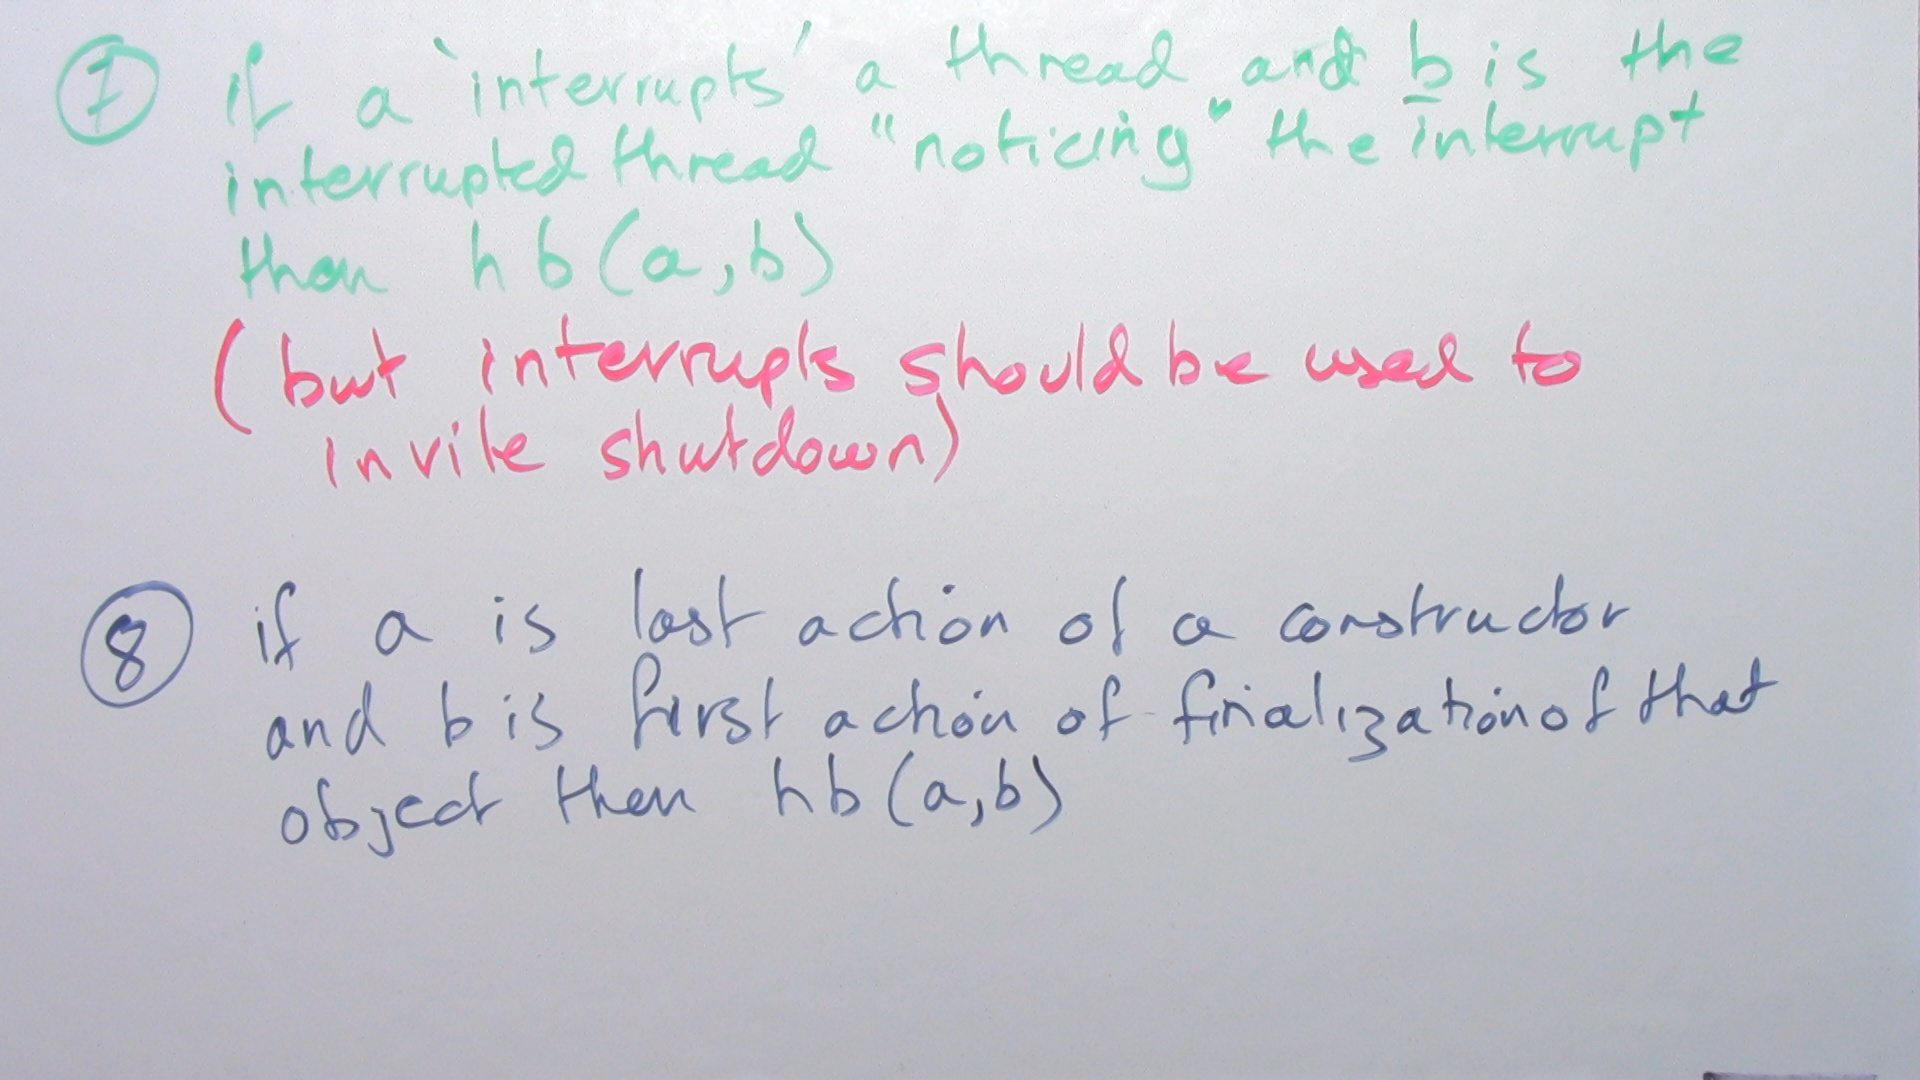 ⑦ if a 'interrupts' a thread and b is the
interrupted thread "noticing" the interrupt
then hb(a,b)
(but interrupts should be used to
invite shutdown)
⑧ if a is last action of a constructor
and b is first action of finalization of that
object then hb(a,b)